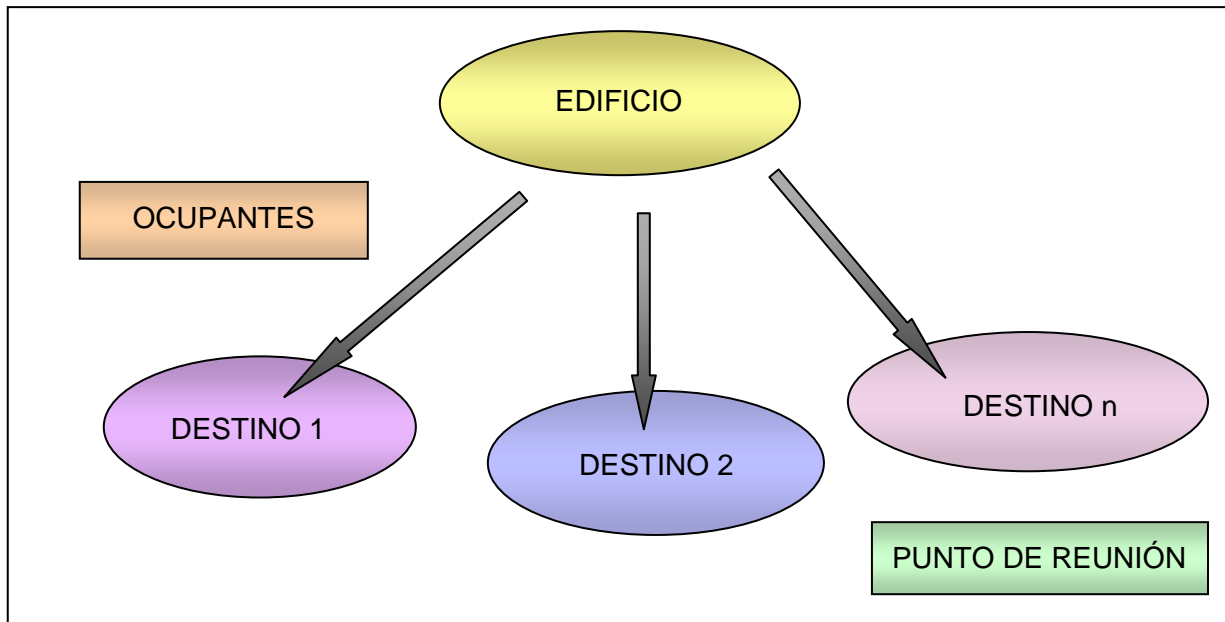 EDIFICIO
OCUPANTES
DESTINO 1
DESTINO 2
DESTINO n
PUNTO DE REUNIÓN